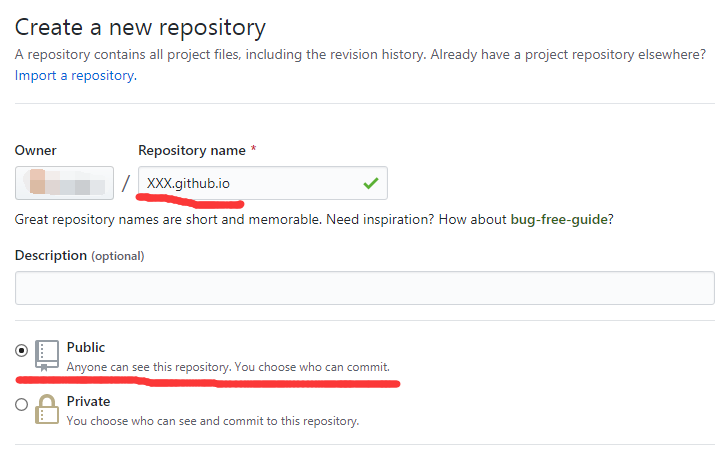 Create a new repository
A repository contains all project files, including the revision history. Already have a project repository elsewhere?
Import a repository.
Owner
Repository name *
/
XXX.github.io
Great repository names are short and memorable. Need inspiration? How about bug-free-guide?
Description (optional)
Public
Anyone can see this repository. You choose who can commit.
Private
You choose who can see and commit to this repository.